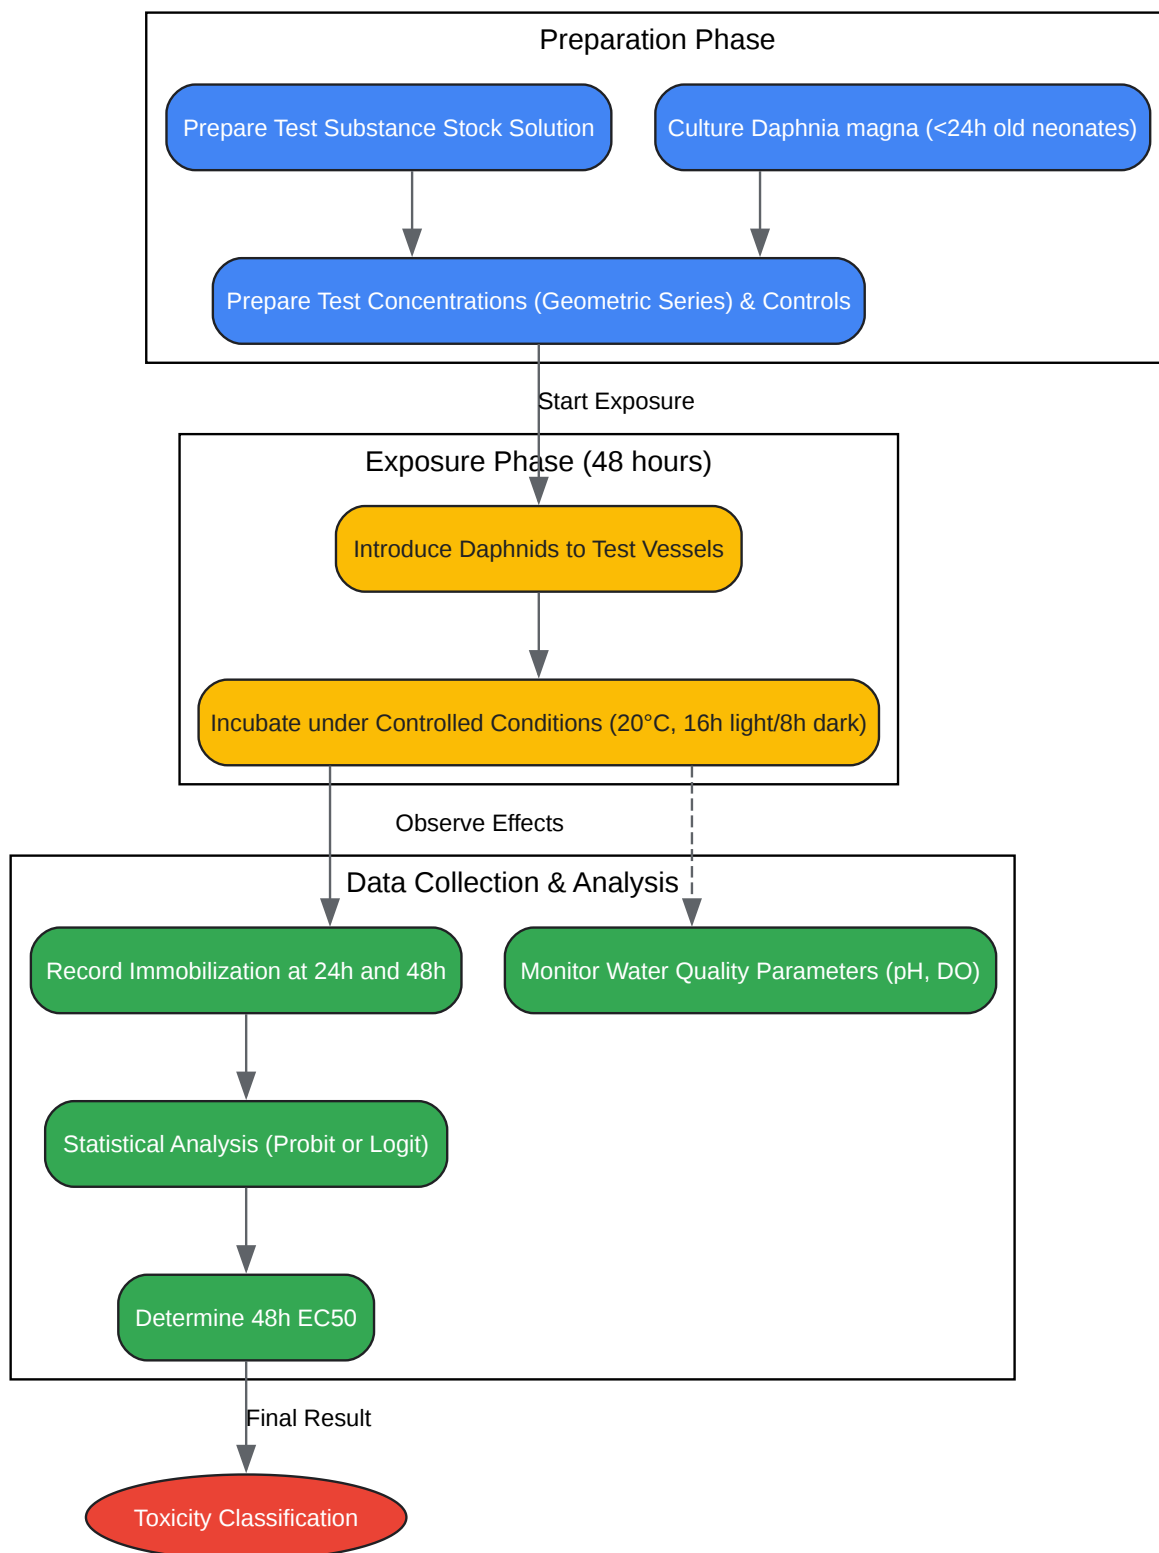 Preparation Phase
Prepare Test Substance Stock Solution
Culture Daphnia magna (<24h old neonates)
Prepare Test Concentrations (Geometric Series) & Controls
Start Exposure
Exposure Phase (48 hours)
Introduce Daphnids to Test Vessels
Incubate under Controlled Conditions (20°C, 16h light/8h dark)
Observe Effects
Data Collection & Analysis
Record Immobilization at 24h and 48h
Monitor Water Quality Parameters (pH, DO)
Statistical Analysis (Probit or Logit)
Determine 48h EC50
Final Result
Toxicity Classification